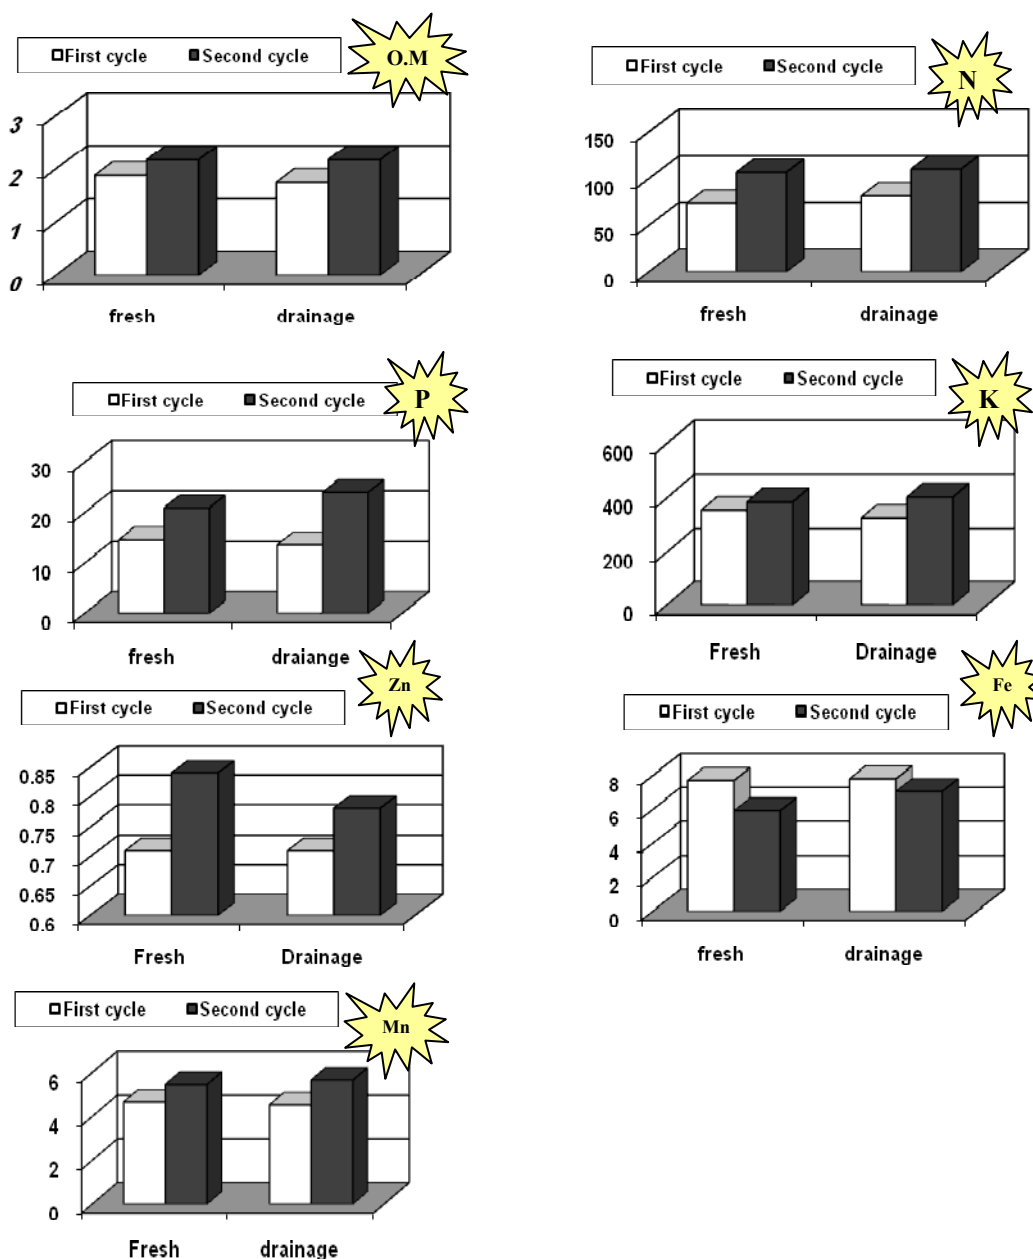 First cycle Second cycle
O.M
3
2
1
0
fresh drainage
First cycle Second cycle
N
150
100
50
0
fresh drainage
First cycle Second cycle
P
30
20
10
0
fresh draiange
First cycle Second cycle
K
600
400
200
0
Fresh Drainage
First cycle Second cycle
Zn
0.85
0.8
0.75
0.7
0.65
0.6
Fresh Drainage
First cycle Second cycle
Fe
8
6
4
2
0
fresh drainage
First cycle Second cycle
Mn
6
4
2
0
Fresh drainage